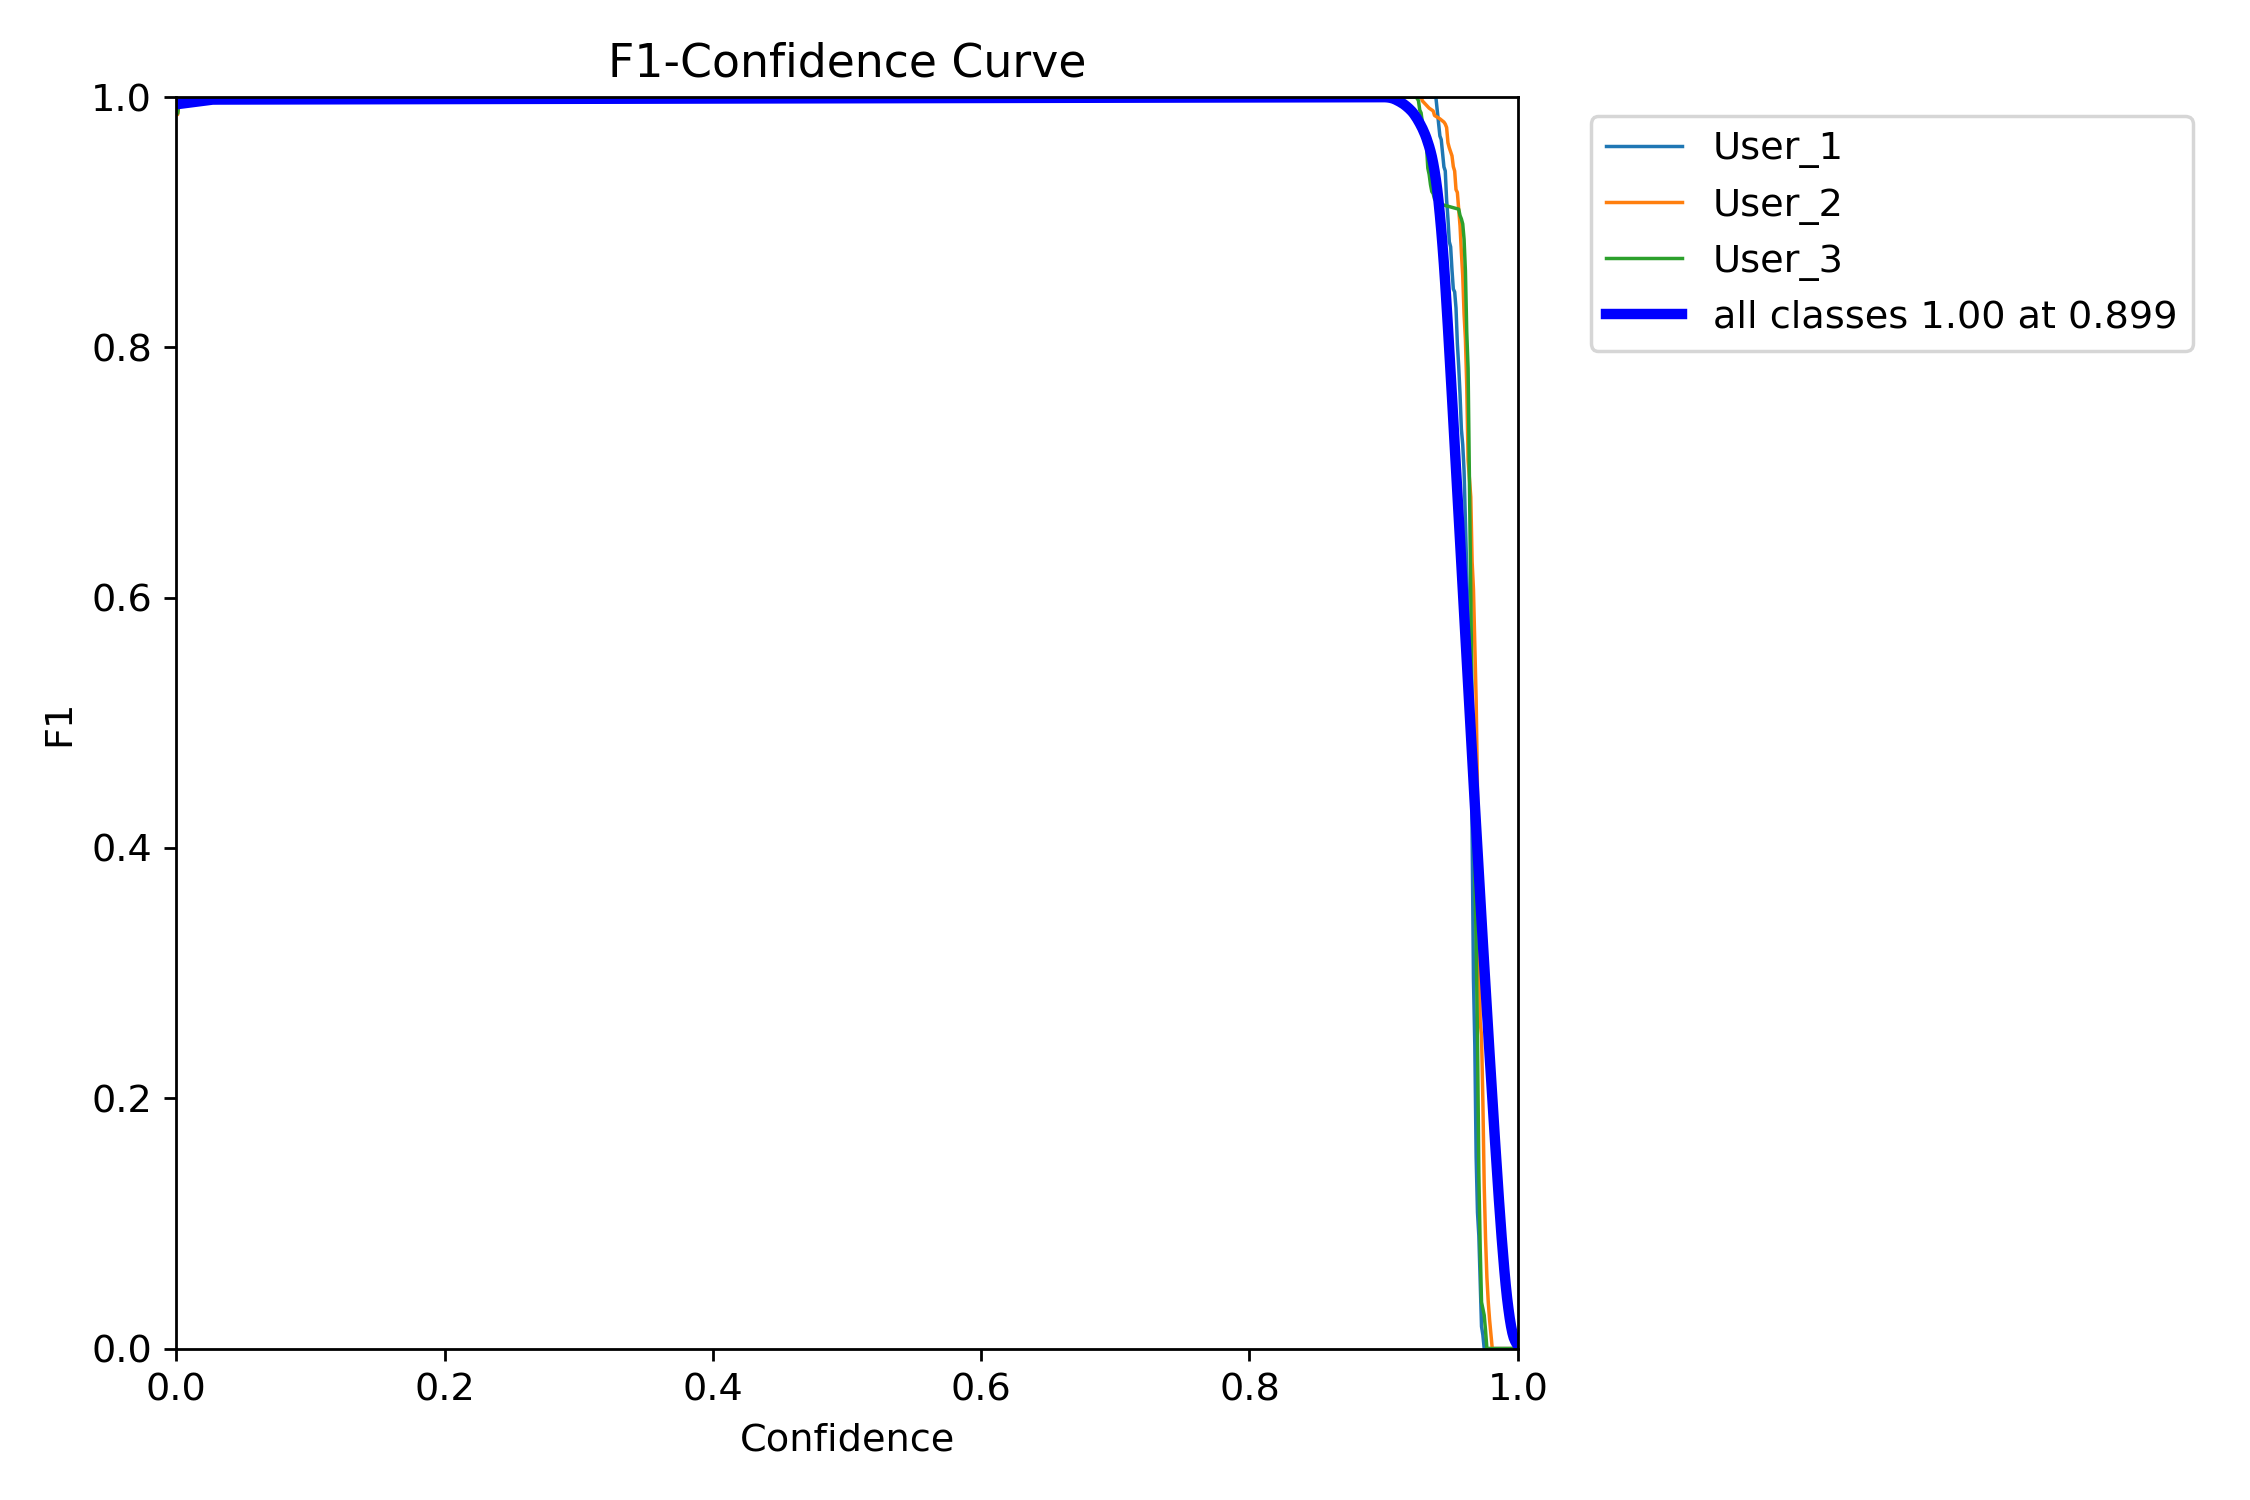 F1-Confidence Curve
1.0
0.8
0.6
0.4
0.2
0.0
F1
0.0 0.2 0.4 0.6 0.8 1.0
Confidence
User_1
User_2
User_3
all classes 1.00 at 0.899